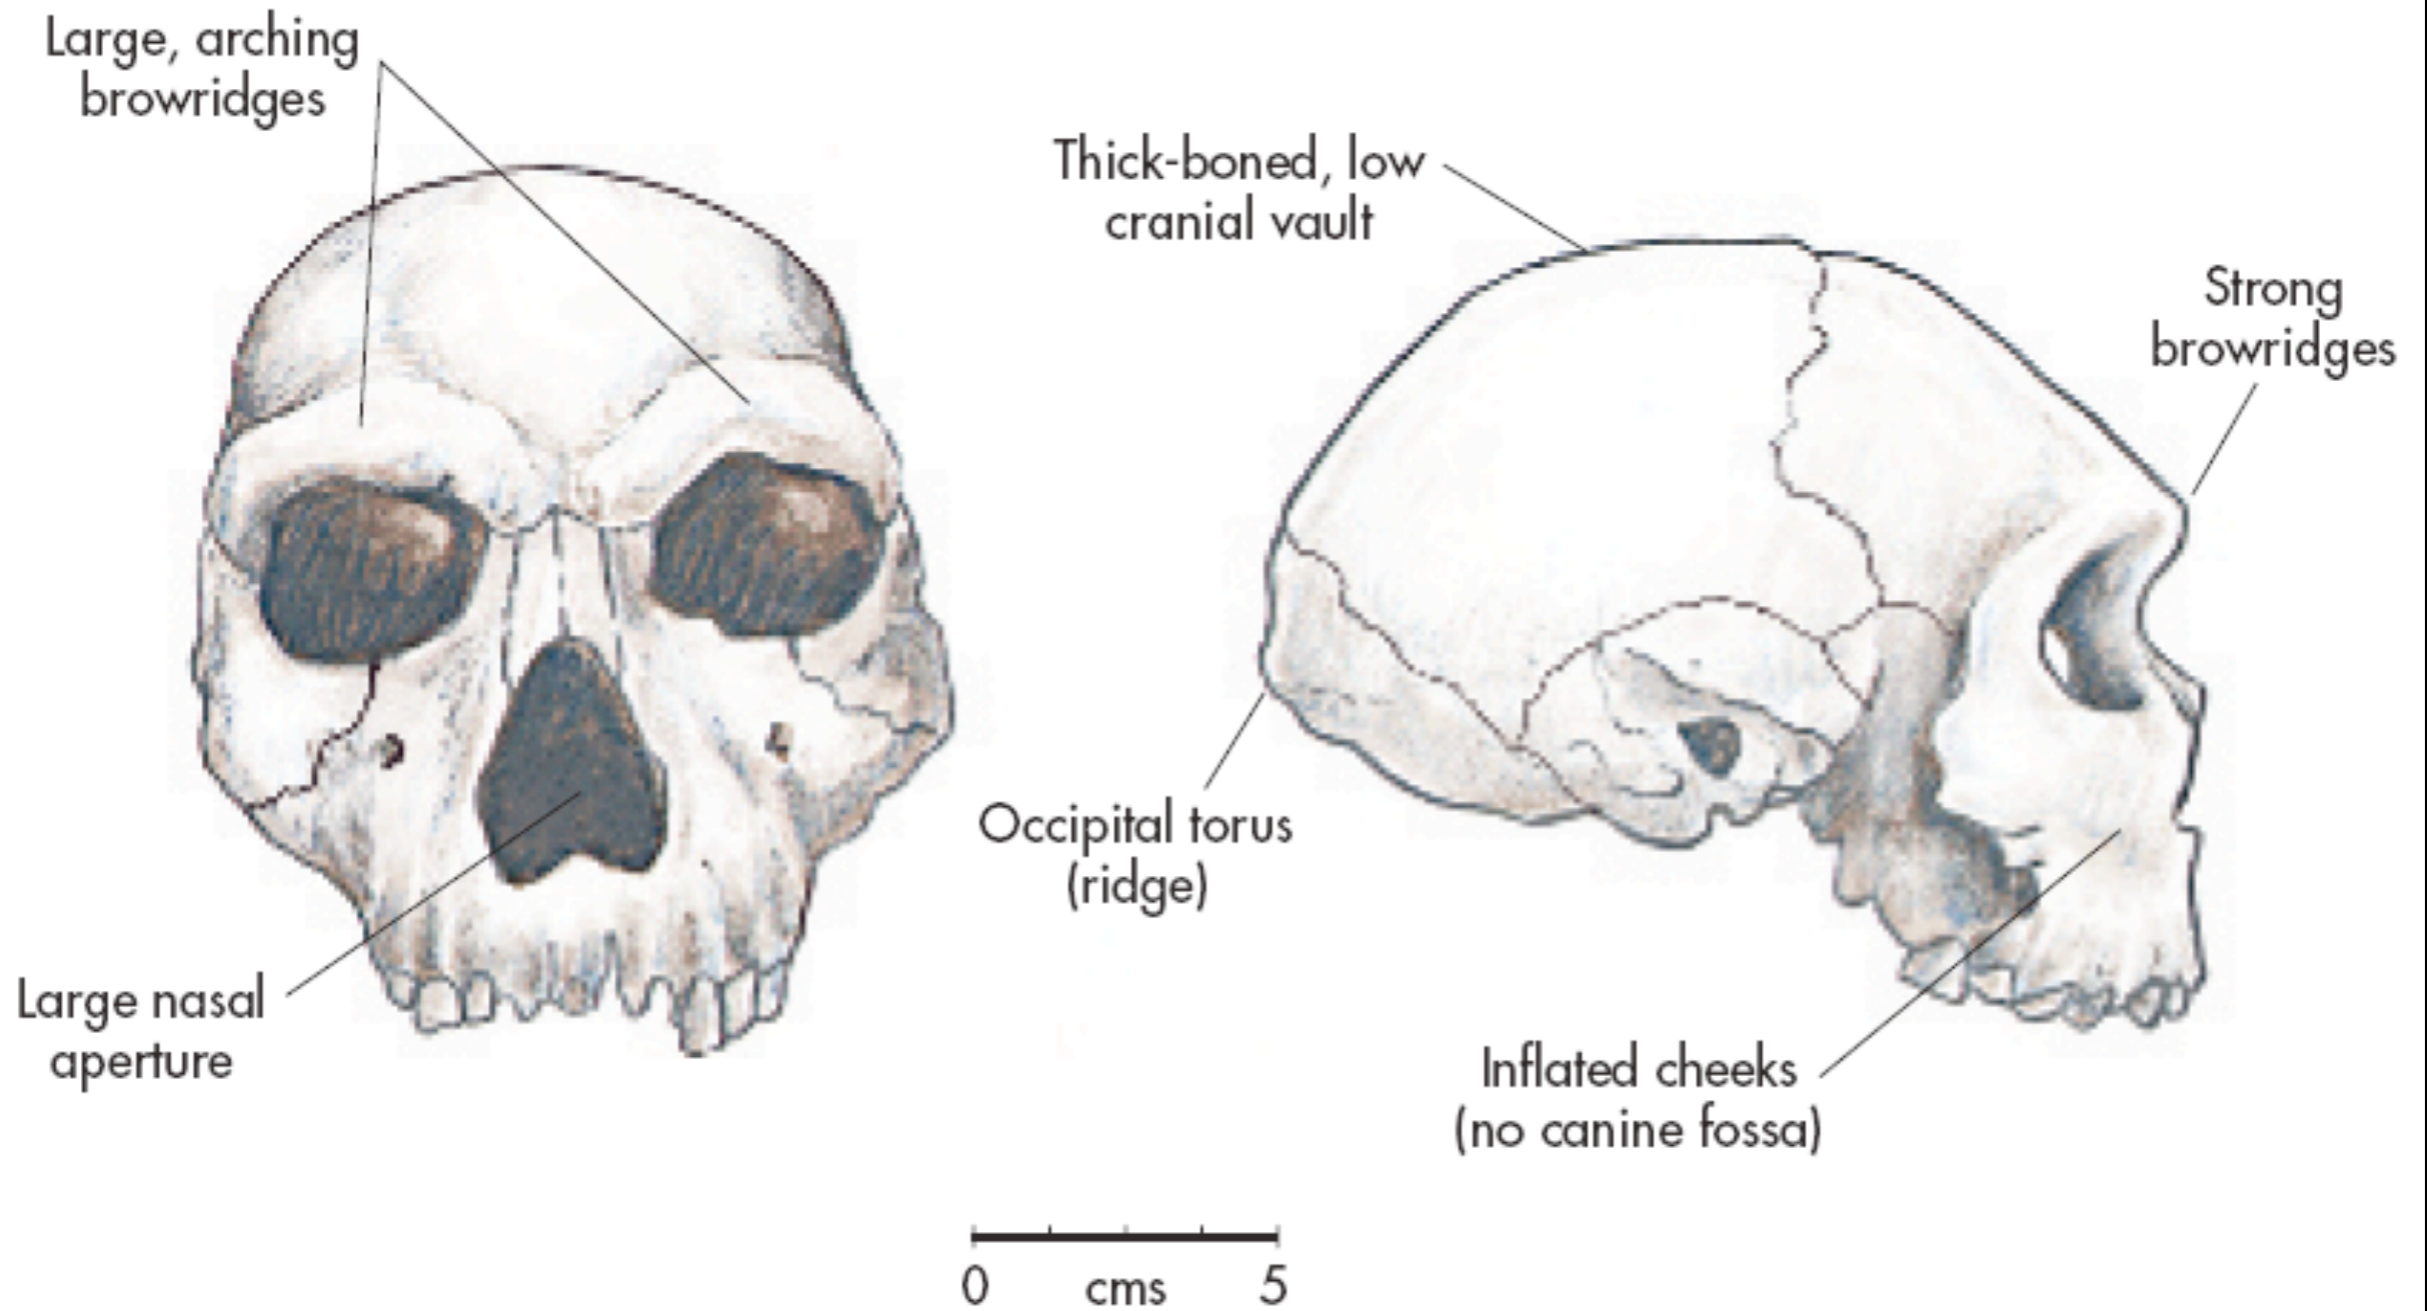 Large, arching
browridges
Thick-boned, low
cranial vault
Strong
browridges
Occipital torus
(ridge)
Large nasal
aperture
Inflated cheeks
(no canine fossa)
0 cms 5